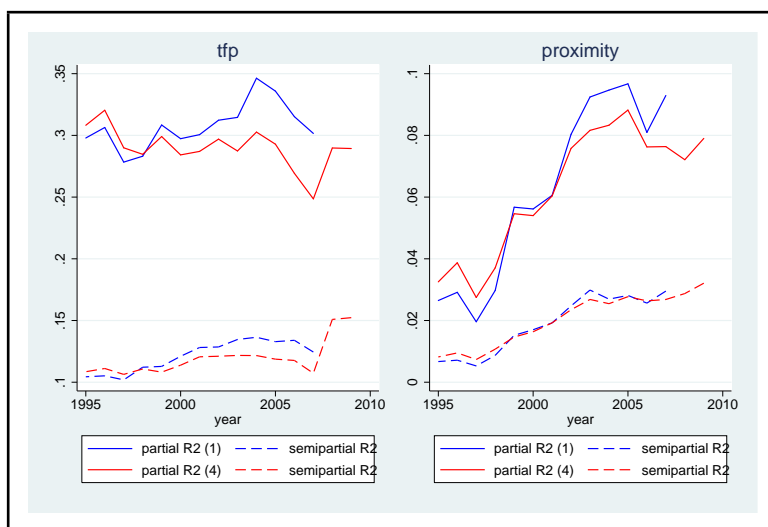 tfp
.35
.3
.25
.2
.15
.1
1995 2000 2005 2010
year
partial R2 (1) semipartial R2
partial R2 (4) semipartial R2
proximity
.1
.08
.06
.04
.02
0
1995 2000 2005 2010
year
partial R2 (1) semipartial R2
partial R2 (4) semipartial R2